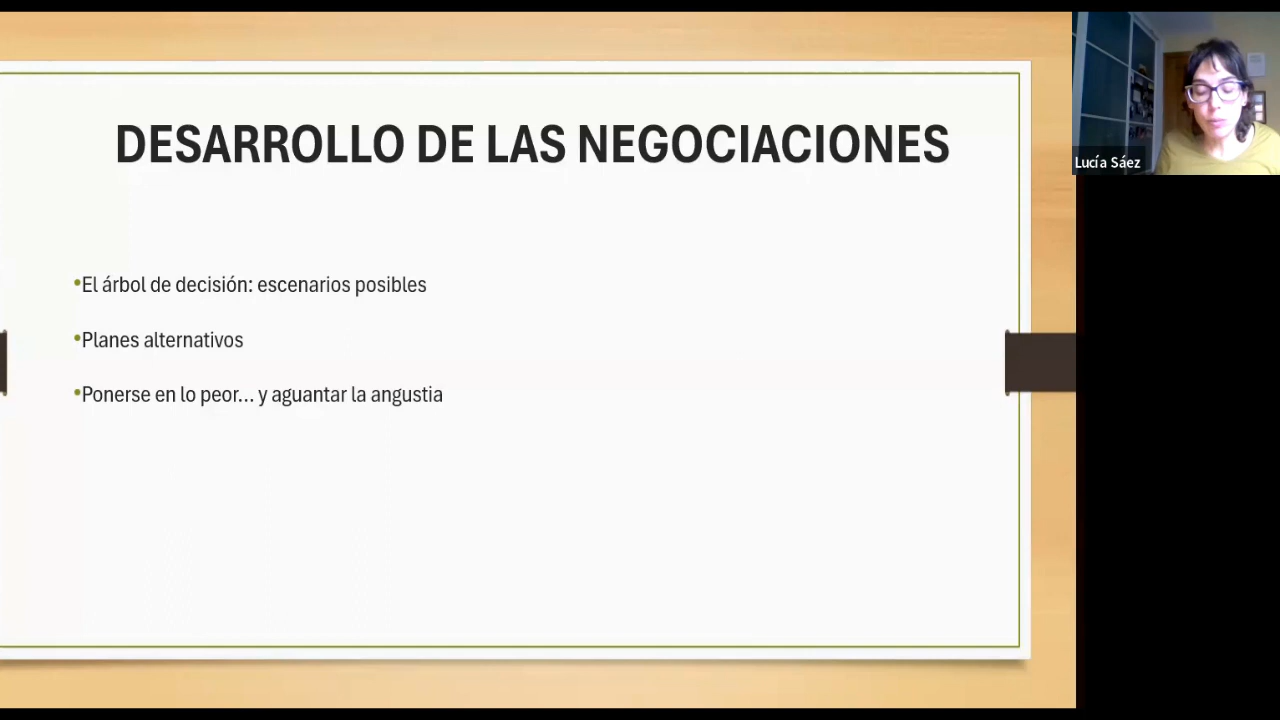 DESARROLLO DE LAS NEGOCIACIONES
•El árbol de decisión: escenarios posibles
•Planes alternativos
•Ponerse en lo peor... y aguantar la angustia
Lucía Sáez